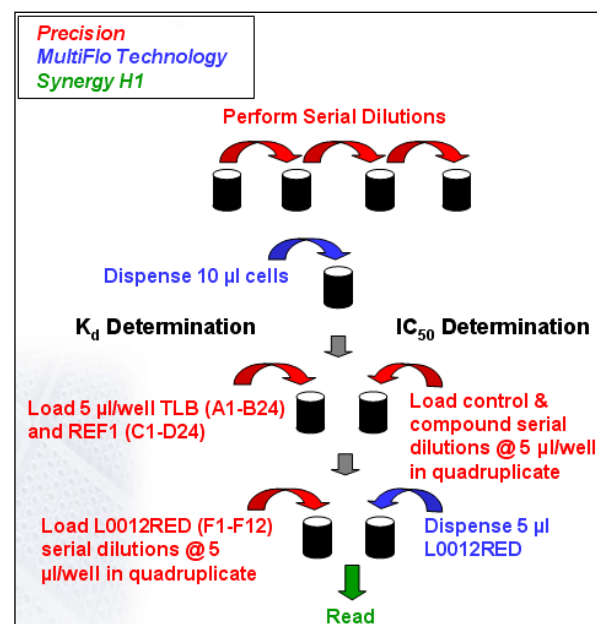 Precision
MultiFlo Technology
Synergy H1
Perform Serial Dilutions
Dispense 10 µl cells
Kd Determination
IC50 Determination
Load 5 µl/well TLB (A1-B24)
and REF1 (C1-D24)
Load control &
compound serial
dilutions @ 5 µl/well
in quadruplicate
Load L0012RED (F1-F12)
serial dilutions @ 5
µl/well in quadruplicate
Dispense 5 µl
L0012RED
Read